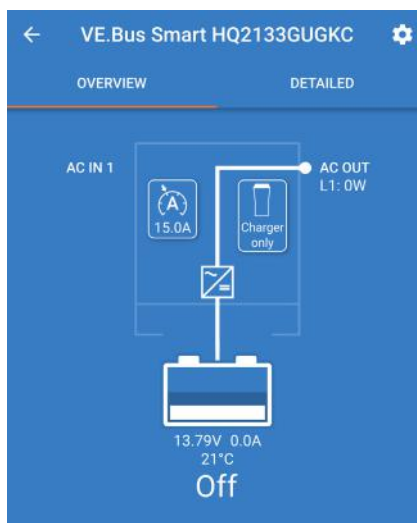 VE.Bus Smart HQ2133GUGKC
OVERVIEW
DETAILED
AC IN 1
AC OUT
L1: 0W
A
15.0A
Charger
only
13.79V 0.0A
21°C
Off